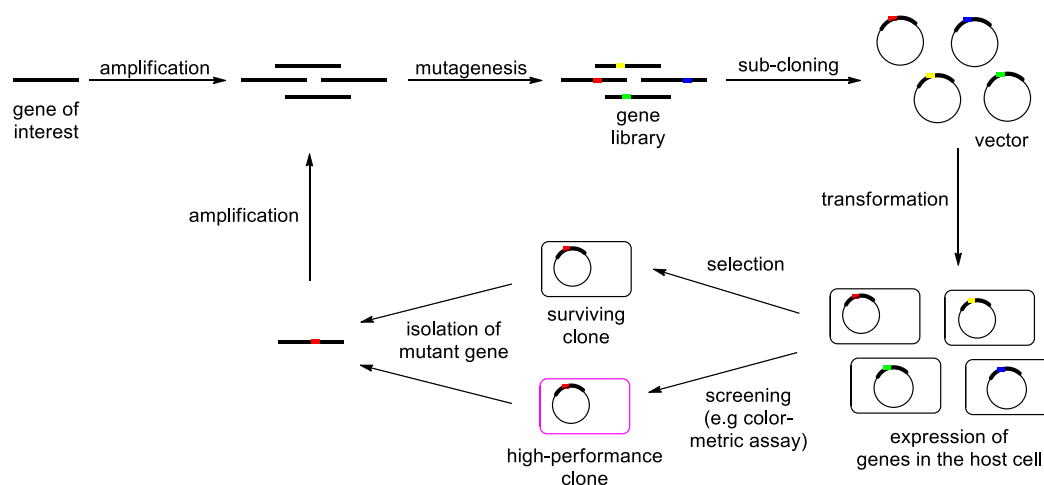 amplification
mutagenesis
sub-cloning
gene of
interest
gene
library
vector
transformation
amplification
selection
surviving
clone
isolation of
mutant gene
screening
(e.g color-
metric assay)
high-performance
clone
expression of
genes in the host cell